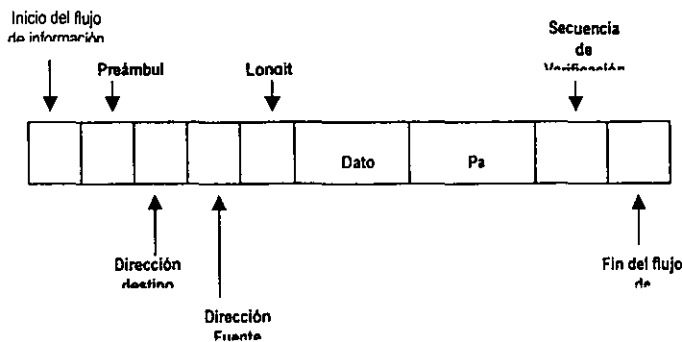 Inicio del flujo
de información
Preámbul
Longit
Secuencia
de
Verificación
Dato
Pa
Dirección
destino
Dirección
Fuente
Fin del flujo
de